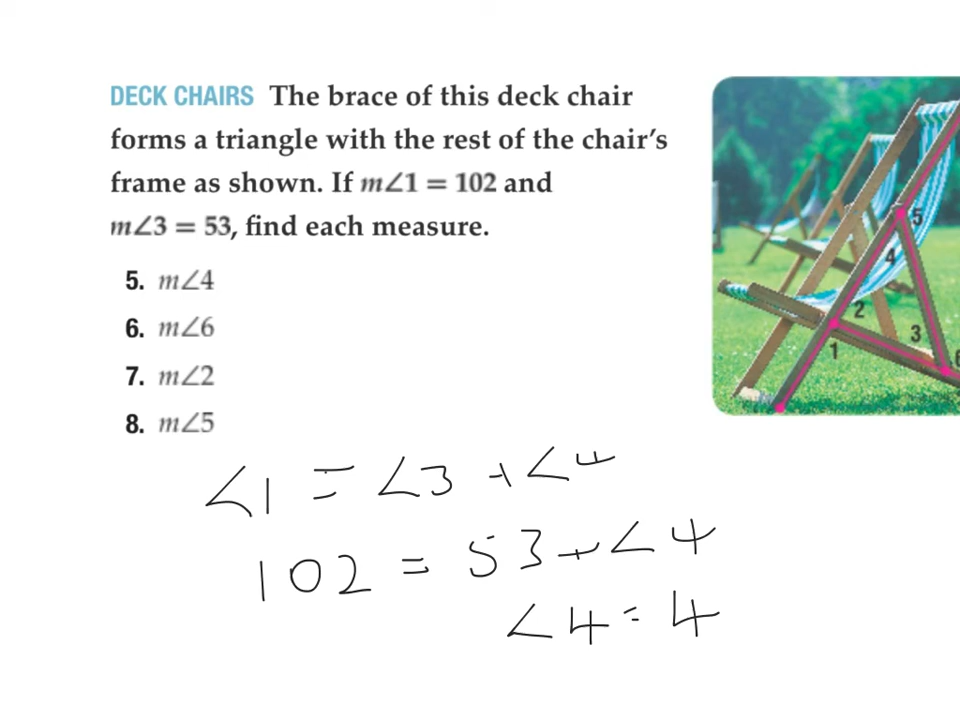 DECK CHAIRS The brace of this deck chair
forms a triangle with the rest of the chair's
frame as shown. If m∠1 = 102 and
m∠3 = 53, find each measure.
5. m∠4
6. m∠6
7. m∠2
8. m∠5
5
4
2
3
1
6
∠1 = ∠3 + ∠4
102 = 53 + ∠4
∠4 = 4